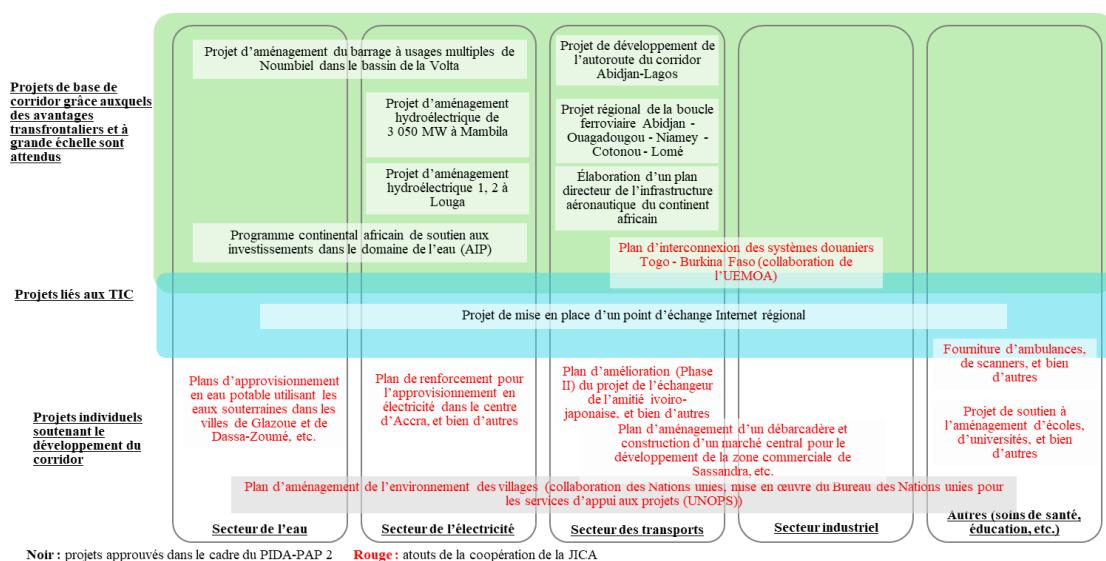 Projets de base de
corridor grâce auxquels
des avantages
transfrontaliers et à
grande échelle sont
attendus
Projet d'aménagement du barrage à usages multiples de
Noumbiel dans le bassin de la Volta
Projet d'aménagement
hydroélectrique de
3 050 MW à Mambila
Projet d'aménagement
hydroélectrique 1, 2 à
Louga
Programme continental africain de soutien aux
investissements dans le domaine de l'eau (AIP)
Projet de développement de
l'autoroute du corridor
Abidjan-Lagos
Projet régional de la boucle
ferroviaire Abidjan -
Ouagadougou - Niamey -
Cotonou - Lomé
Élaboration d'un plan
directeur de l'infrastructure
aéronautique du continent
africain
Plan d'interconnexion des systèmes douaniers
Togo - Burkina Faso (collaboration de
l'UEMOA)
Projets liés aux TIC
Projet de mise en place d'un point d'échange Internet régional
Projets individuels
soutenant le
développement du
corridor
Plans d'approvisionnement
en eau potable utilisant les
eaux souterraines dans les
villes de Glazoue et de
Dassa-Zoumé, etc.
Plan de renforcement pour
l'approvisionnement en
électricité dans le centre
d'Accra, et bien d'autres
Plan d'amélioration (Phase
II) du projet de l'échangeur
de l'amitié ivoiro-
japonaise, et bien d'autres
Plan d'aménagement d'un débarcadère et
construction d'un marché central pour le
développement de la zone commerciale de
Sassandra, etc.
Fourniture d'ambulances,
de scanners, et bien
d'autres
Projet de soutien à
l'aménagement d'écoles,
d'universités, et bien
d'autres
Plan d'aménagement de l'environnement des villages (collaboration des Nations unies, mise en œuvre du Bureau des Nations unies pour
les services d'appui aux projets (UNOPS))
Secteur de l'eau
Secteur de l'électricité
Secteur des transports
Secteur industriel
Autres (soins de santé,
éducation, etc.)
Noir : projets approuvés dans le cadre du PIDA-PAP 2 Rouge : atouts de la coopération de la JICA